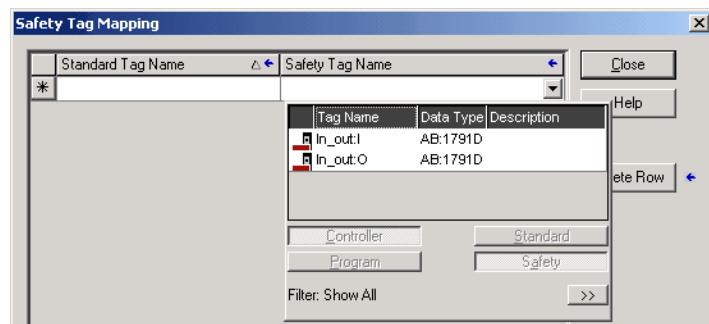 Safety Tag Mapping
Standard Tag Name Safety Tag Name
Close
Help
Tag Name Data Type Description
In_out:I AB:1791D
In_out:O AB:1791D
ete Row
Controller Standard
Program Safety
Filter: Show All >>